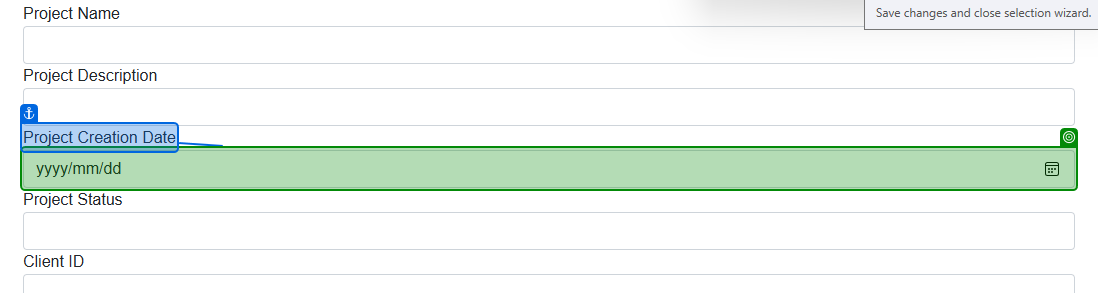 Project Name
Save changes and close selection wizard.
Project Description
Project Creation Date
yyyy/mm/dd
Project Status
Client ID